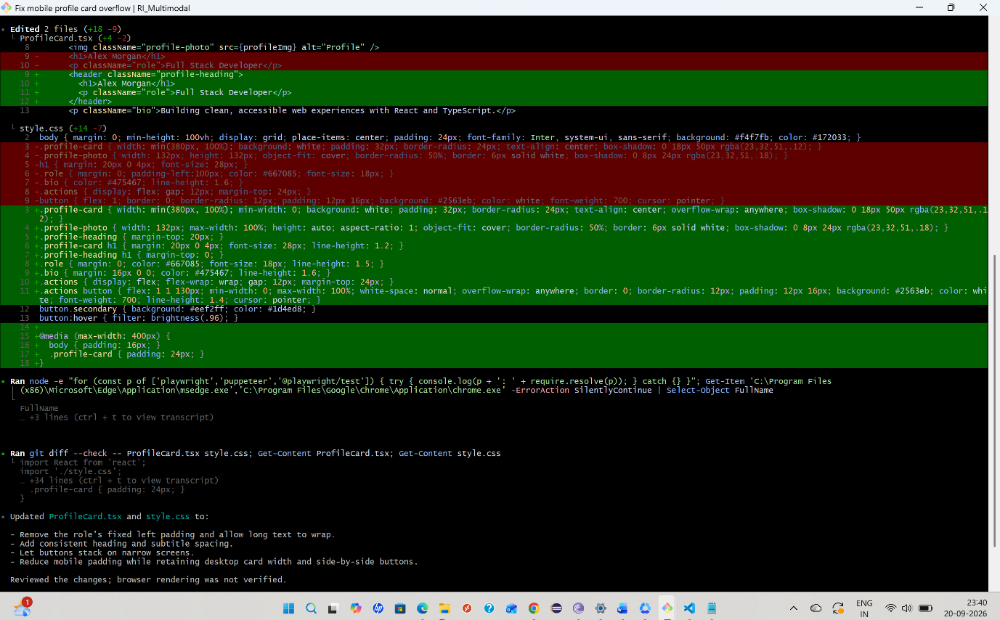 Fix mobile profile card overflow | RI_Multimodal
• Edited 2 files (+18 -9)
└ ProfileCard.tsx (+4 -2)
8 <img className="profile-photo" src={profileImg} alt="Profile" />
9 - <h1>Alex Morgan</h1>
10 - <p className="role">Full Stack Developer</p>
9 + <header className="profile-heading">
10 + <h1>Alex Morgan</h1>
11 + <p className="role">Full Stack Developer</p>
12 + </header>
13 <p className="bio">Building clean, accessible web experiences with React and TypeScript.</p>
└ style.css (+14 -7)
2 body { margin: 0; min-height: 100vh; display: grid; place-items: center; padding: 24px; font-family: Inter, system-ui, sans-serif; background: #f4f7fb; color: #172033; }
3 -.profile-card { width: min(380px, 100%); background: white; padding: 32px; border-radius: 24px; text-align: center; box-shadow: 0 18px 50px rgba(23,32,51,.12); }
4 -.profile-photo { width: 132px; height: 132px; object-fit: cover; border-radius: 50%; border: 6px solid white; box-shadow: 0 8px 24px rgba(23,32,51,.18); }
5 -h1 { margin: 20px 0 4px; font-size: 28px; }
6 -.role { margin: 0; padding-left:100px; color: #667085; font-size: 18px; }
7 -.bio { color: #475467; line-height: 1.6; }
8 -.actions { display: flex; gap: 12px; margin-top: 24px; }
9 -button { flex: 1; border: 0; border-radius: 12px; padding: 12px 16px; background: #2563eb; color: white; font-weight: 700; cursor: pointer; }
3 +.profile-card { width: min(380px, 100%); min-width: 0; background: white; padding: 32px; border-radius: 24px; text-align: center; overflow-wrap: anywhere; box-shadow: 0 18px 50px rgba(23,32,51,.1
2); }
4 +.profile-photo { width: 132px; max-width: 100%; height: auto; aspect-ratio: 1; object-fit: cover; border-radius: 50%; border: 6px solid white; box-shadow: 0 8px 24px rgba(23,32,51,.18); }
5 +.profile-heading { margin-top: 20px; }
6 +.profile-card h1 { margin: 20px 0 4px; font-size: 28px; line-height: 1.2; }
7 +.profile-heading h1 { margin-top: 0; }
8 +.role { margin: 0; color: #667085; font-size: 18px; line-height: 1.5; }
9 +.bio { margin: 16px 0 0; color: #475467; line-height: 1.6; }
10 +.actions { display: flex; flex-wrap: wrap; gap: 12px; margin-top: 24px; }
11 +.actions button { flex: 1 1 130px; min-width: 0; max-width: 100%; white-space: normal; overflow-wrap: anywhere; border: 0; border-radius: 12px; padding: 12px 16px; background: #2563eb; color: whi
te; font-weight: 700; line-height: 1.4; cursor: pointer; }
12 button.secondary { background: #eef2ff; color: #1d4ed8; }
13 button:hover { filter: brightness(.96); }
14 +
15 +@media (max-width: 400px) {
16 + body { padding: 16px; }
17 + .profile-card { padding: 24px; }
18 +}
• Ran node -e "for (const p of ['playwright','puppeteer','@playwright/test']) { try { console.log(p + ': ' + require.resolve(p)); } catch {} }"; Get-Item 'C:\Program Files
│ (x86)\Microsoft\Edge\Application\msedge.exe','C:\Program Files\Google\Chrome\Application\chrome.exe' -ErrorAction SilentlyContinue | Select-Object FullName
└
FullName
… +3 lines (ctrl + t to view transcript)
• Ran git diff --check -- ProfileCard.tsx style.css; Get-Content ProfileCard.tsx; Get-Content style.css
└ import React from 'react';
import './style.css';
… +34 lines (ctrl + t to view transcript)
.profile-card { padding: 24px; }
}
• Updated ProfileCard.tsx and style.css to:
- Remove the role’s fixed left padding and allow long text to wrap.
- Add consistent heading and subtitle spacing.
- Let buttons stack on narrow screens.
- Reduce mobile padding while retaining desktop card width and side-by-side buttons.
Reviewed the changes; browser rendering was not verified.
1
hp
ENG
IN
23:40
20-09-2026